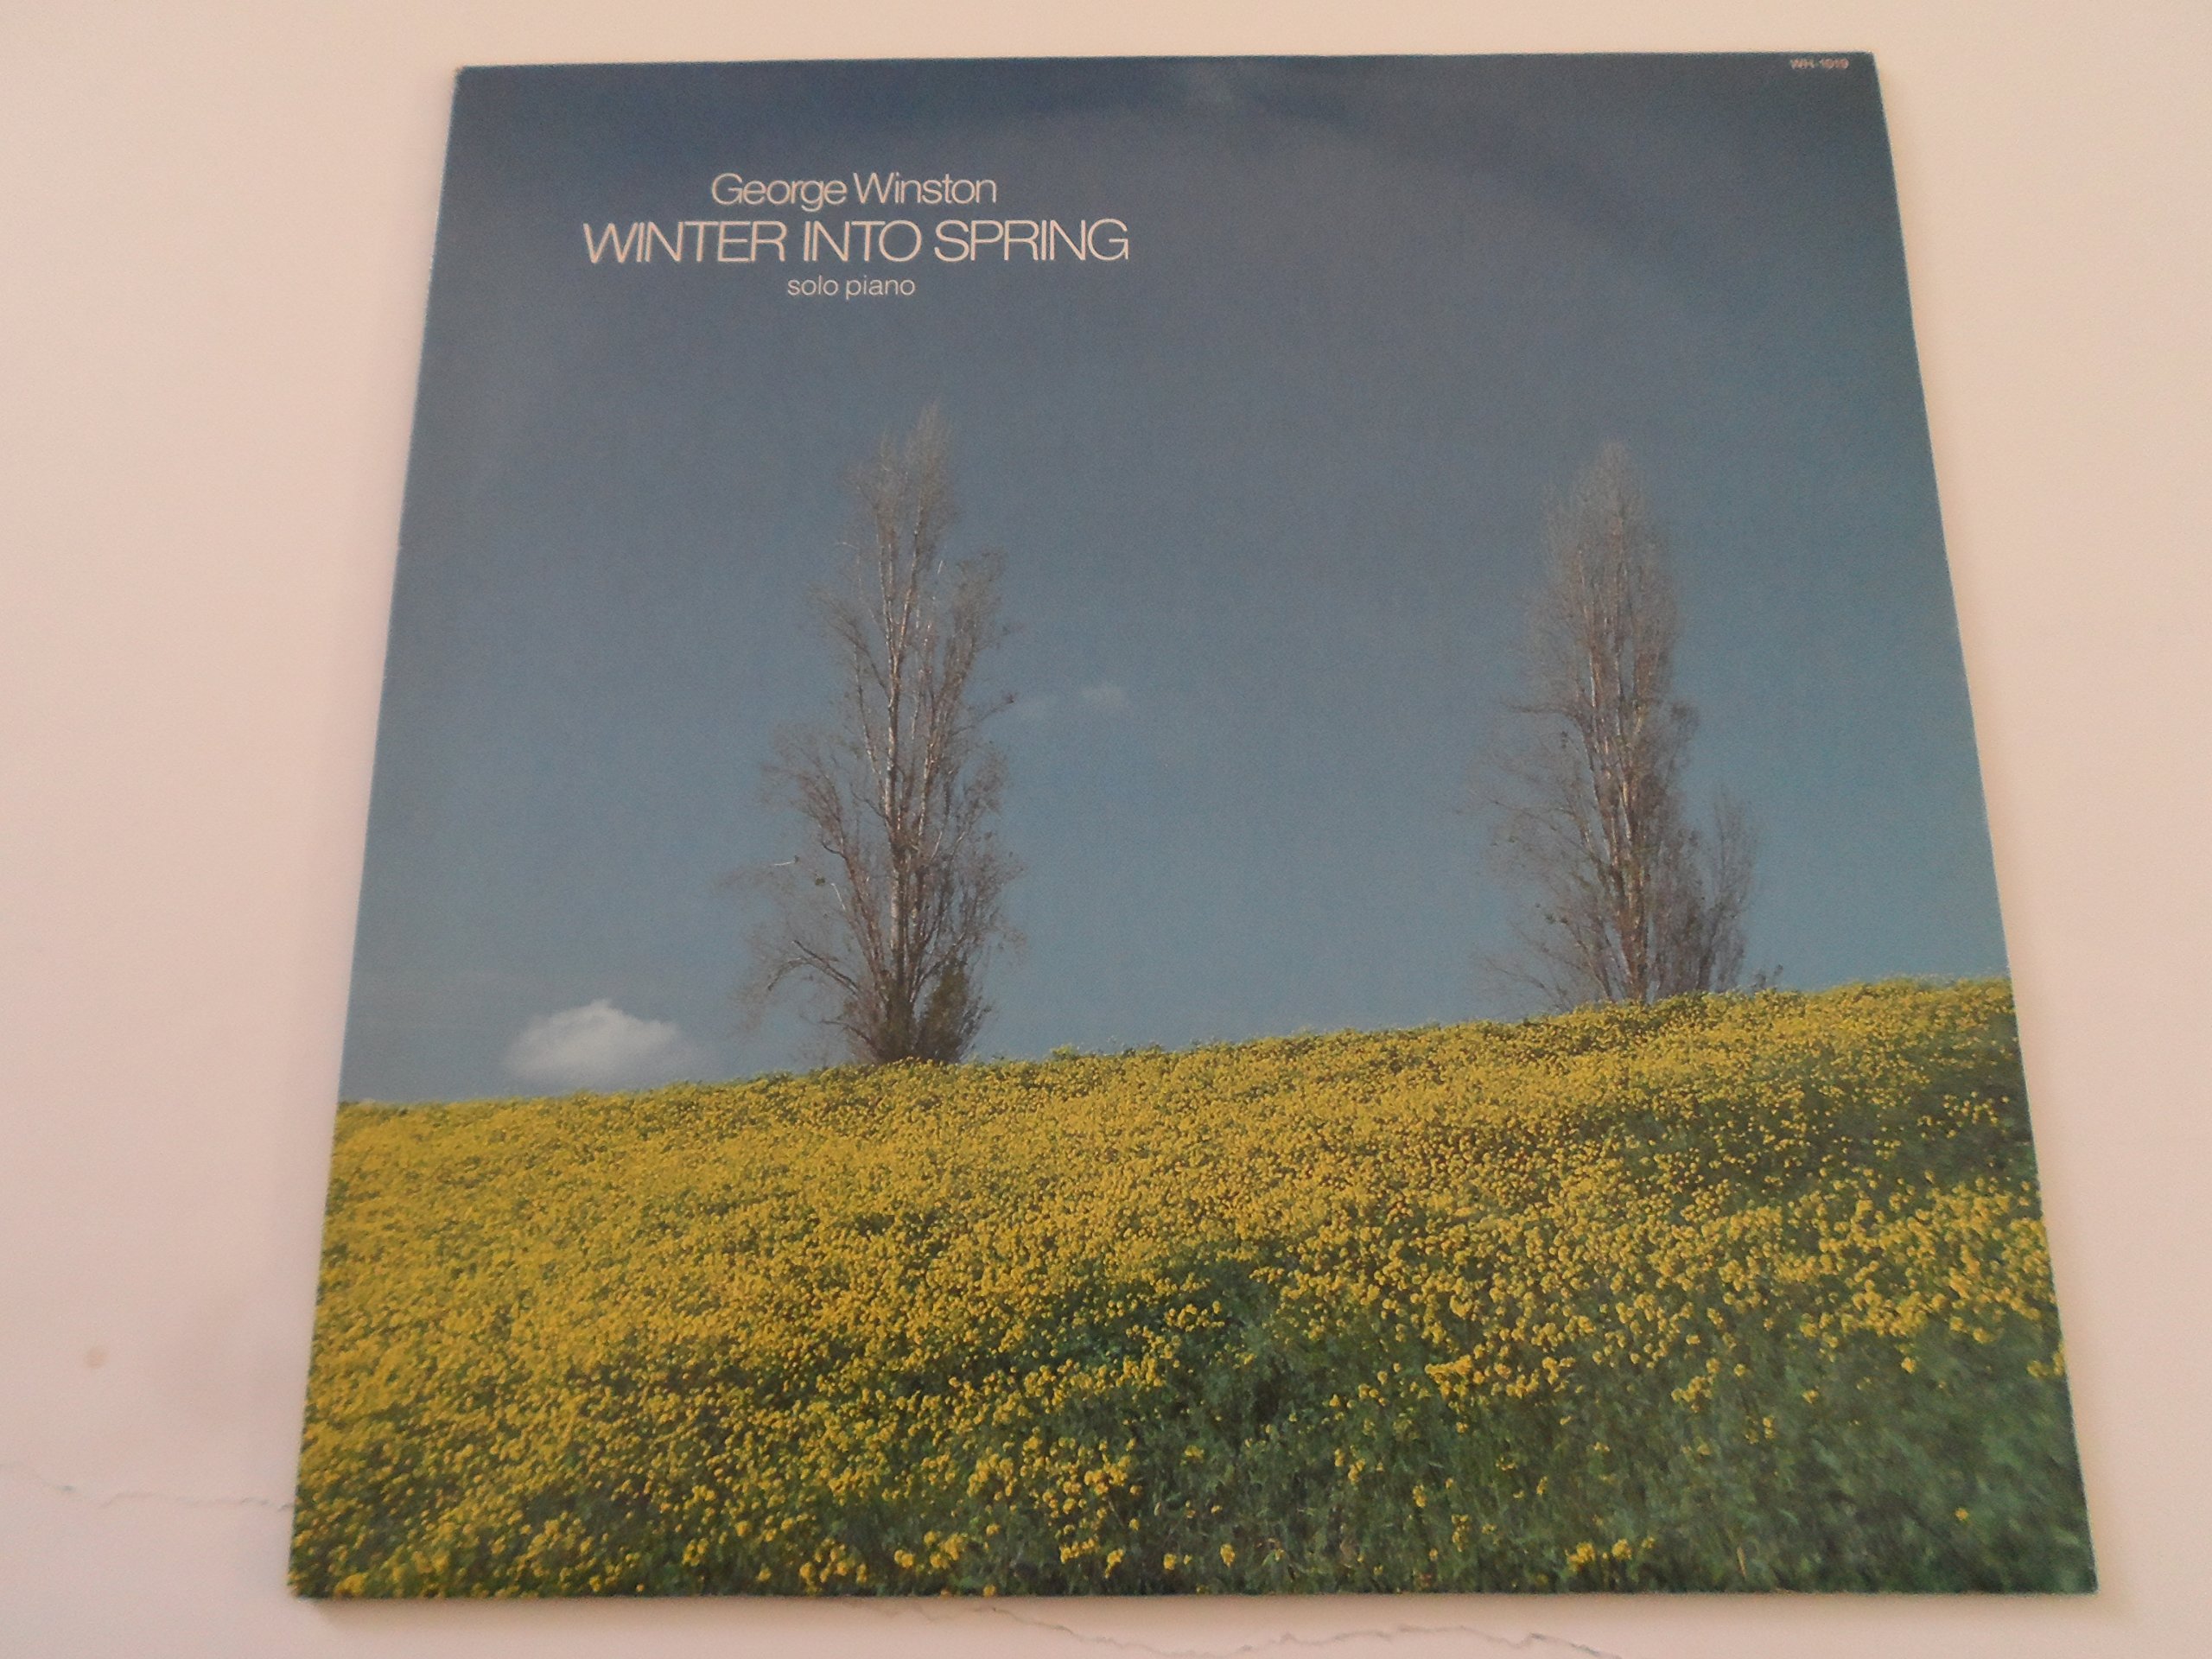 WH-1019
George Winston
WINTER INTO SPRING
solo piano